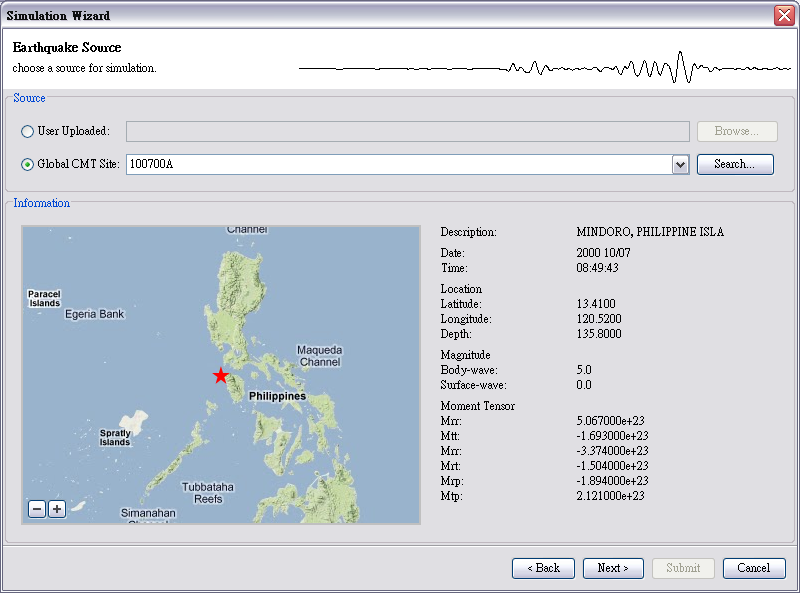 Simulation Wizard
Earthquake Source
choose a source for simulation.
Source
User Uploaded:
Browse...
Global CMT Site:
100700A
Search...
Information
Channel
Paracel
Islands
Egeria Bank
Maqueda
Channel
Philippines
Spratly
Islands
Tubbataha
Reefs
Simanahan
Description: MINDORO, PHILIPPINE ISLA
Date: 2000 10/07
Time: 08:49:43
Location
Latitude: 13.4100
Longitude: 120.5200
Depth: 135.8000
Magnitude
Body-wave: 5.0
Surface-wave: 0.0
Moment Tensor
Mrr: 5.067000e+23
Mtt: -1.693000e+23
Mrr: -3.374000e+23
Mrt: -1.504000e+23
Mrp: -1.894000e+23
Mtp: 2.121000e+23
< Back
Next >
Submit
Cancel